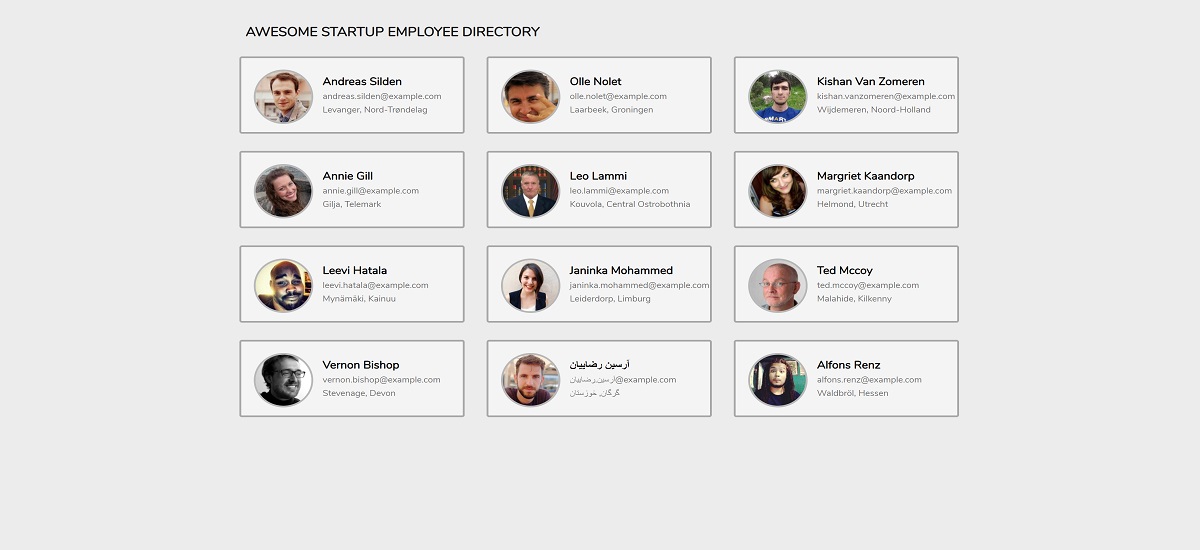 AWESOME STARTUP EMPLOYEE DIRECTORY
Andreas Silden
andreas.silden@example.com
Levanger, Nord-Trøndelag
Olle Nolet
olle.nolet@example.com
Laarbeek, Groningen
Kishan Van Zomeren
kishan.vanzomeren@example.com
Wijdemeren, Noord-Holland
Annie Gill
annie.gill@example.com
Gilja, Telemark
Leo Lammi
leo.lammi@example.com
Kouvola, Central Ostrobothnia
Margriet Kaandorp
margriet.kaandorp@example.com
Helmond, Utrecht
Leevi Hatala
leevi.hatala@example.com
Mynämäki, Kainuu
Janinka Mohammed
janinka.mohammed@example.com
Leiderdorp, Limburg
Ted Mccoy
ted.mccoy@example.com
Malahide, Kilkenny
Vernon Bishop
vernon.bishop@example.com
Stevenage, Devon
آرسین رضاییان
آرسین.رضاییان@example.com
گرگان, خوزستان
Alfons Renz
alfons.renz@example.com
Waldbröl, Hessen